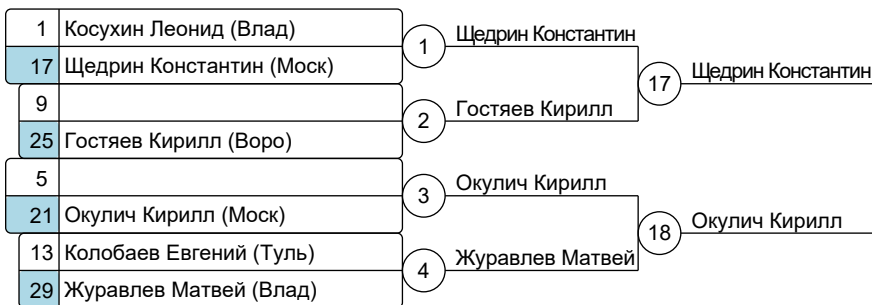 1 Косухин Леонид (Влад)
17 Щедрин Константин (Моск)
9
25 Гостяев Кирилл (Воро)
5
21 Окулич Кирилл (Моск)
13 Колобаев Евгений (Туль)
29 Журавлев Матвей (Влад)
1 Щедрин Константин
2 Гостяев Кирилл
3 Окулич Кирилл
4 Журавлев Матвей
17 Щедрин Константин
18 Окулич Кирилл